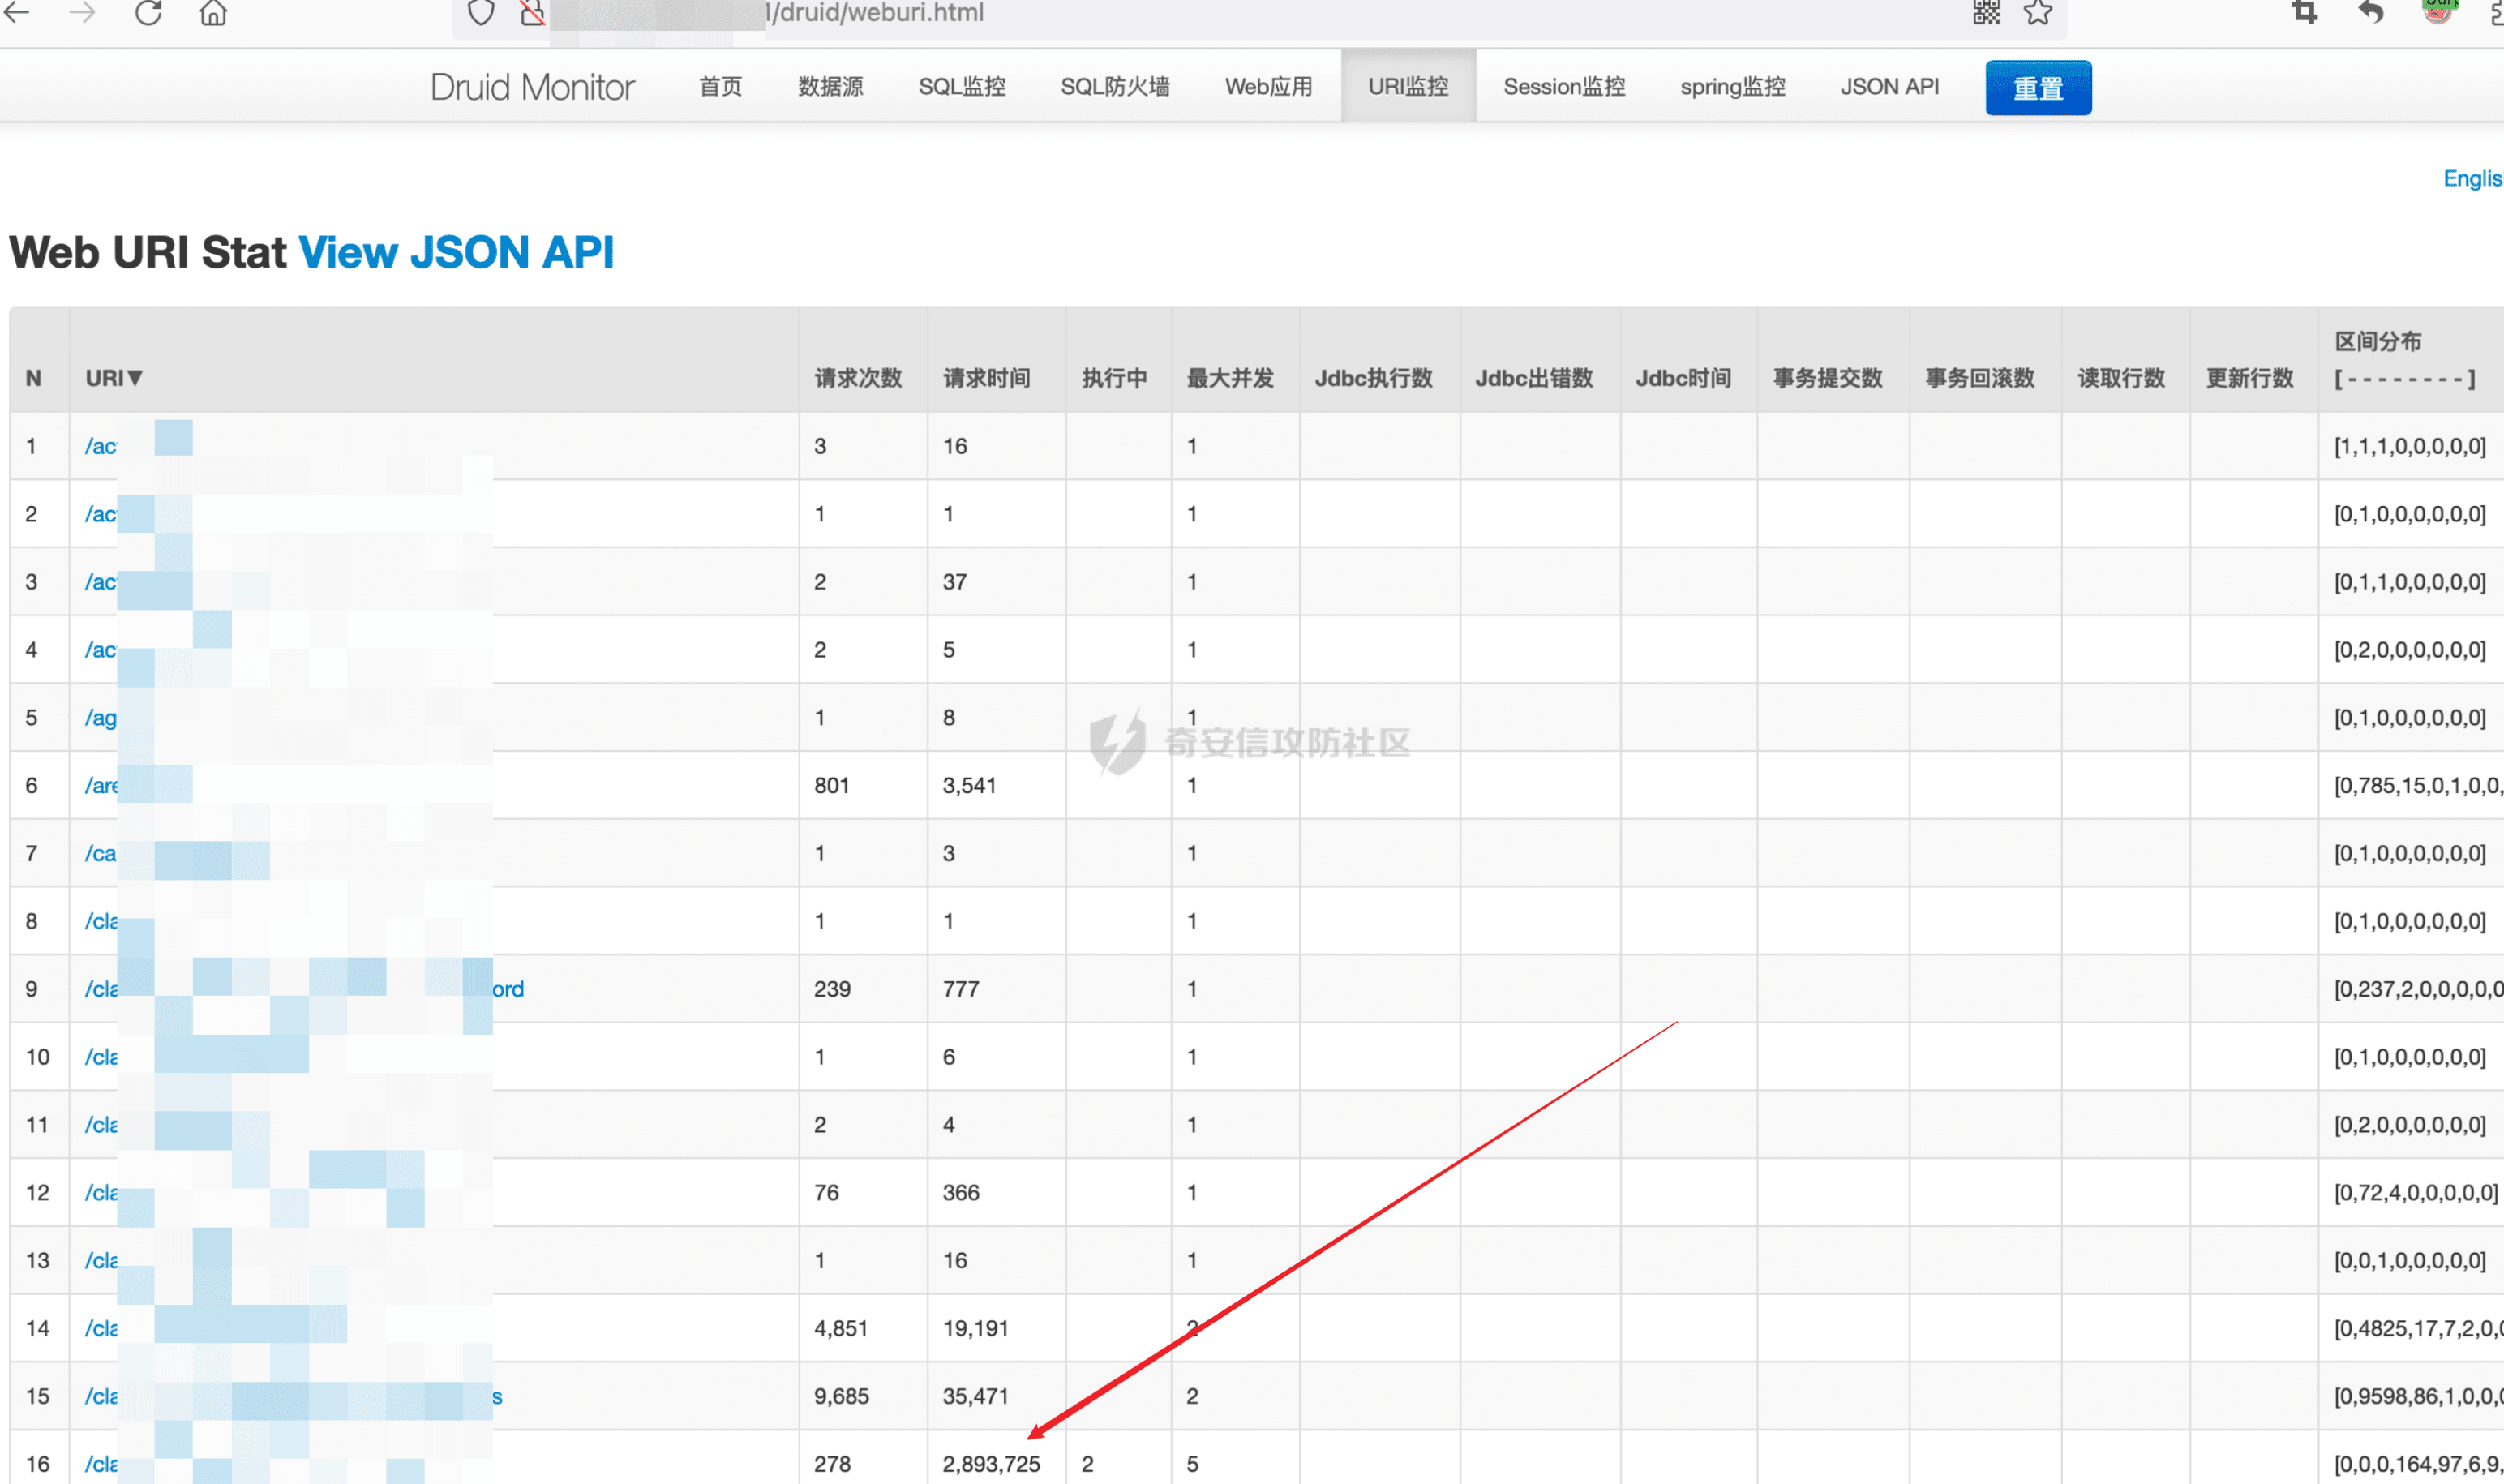 /druid/weburi.html
Druid Monitor 首页 数据源 SQL监控 SQL防火墙 Web应用 URI监控 Session监控 spring监控 JSON API 重置
Englis
Web URI Stat View JSON API
N URI▼ 请求次数 请求时间 执行中 最大并发 Jdbc执行数 Jdbc出错数 Jdbc时间 事务提交数 事务回滚数 读取行数 更新行数 区间分布 [ - - - - - - - - ]
1 /ac 3 16 1 [1,1,1,0,0,0,0,0]
2 /ac 1 1 1 [0,1,0,0,0,0,0,0]
3 /ac 2 37 1 [0,1,1,0,0,0,0,0]
4 /ac 2 5 1 [0,2,0,0,0,0,0,0]
5 /ag 1 8 1 [0,1,0,0,0,0,0,0]
奇安信攻防社区
6 /are 801 3,541 1 [0,785,15,0,1,0,0,
7 /ca 1 3 1 [0,1,0,0,0,0,0,0]
8 /cla 1 1 1 [0,1,0,0,0,0,0,0]
9 /cla ord 239 777 1 [0,237,2,0,0,0,0,0
10 /cla 1 6 1 [0,1,0,0,0,0,0,0]
11 /cla 2 4 1 [0,2,0,0,0,0,0,0]
12 /cla 76 366 1 [0,72,4,0,0,0,0,0]
13 /cla 1 16 1 [0,0,1,0,0,0,0,0]
14 /cla 4,851 19,191 2 [0,4825,17,7,2,0,0
15 /cla s 9,685 35,471 2 [0,9598,86,1,0,0,0
16 /cla 278 2,893,725 2 5 [0,0,0,164,97,6,9,